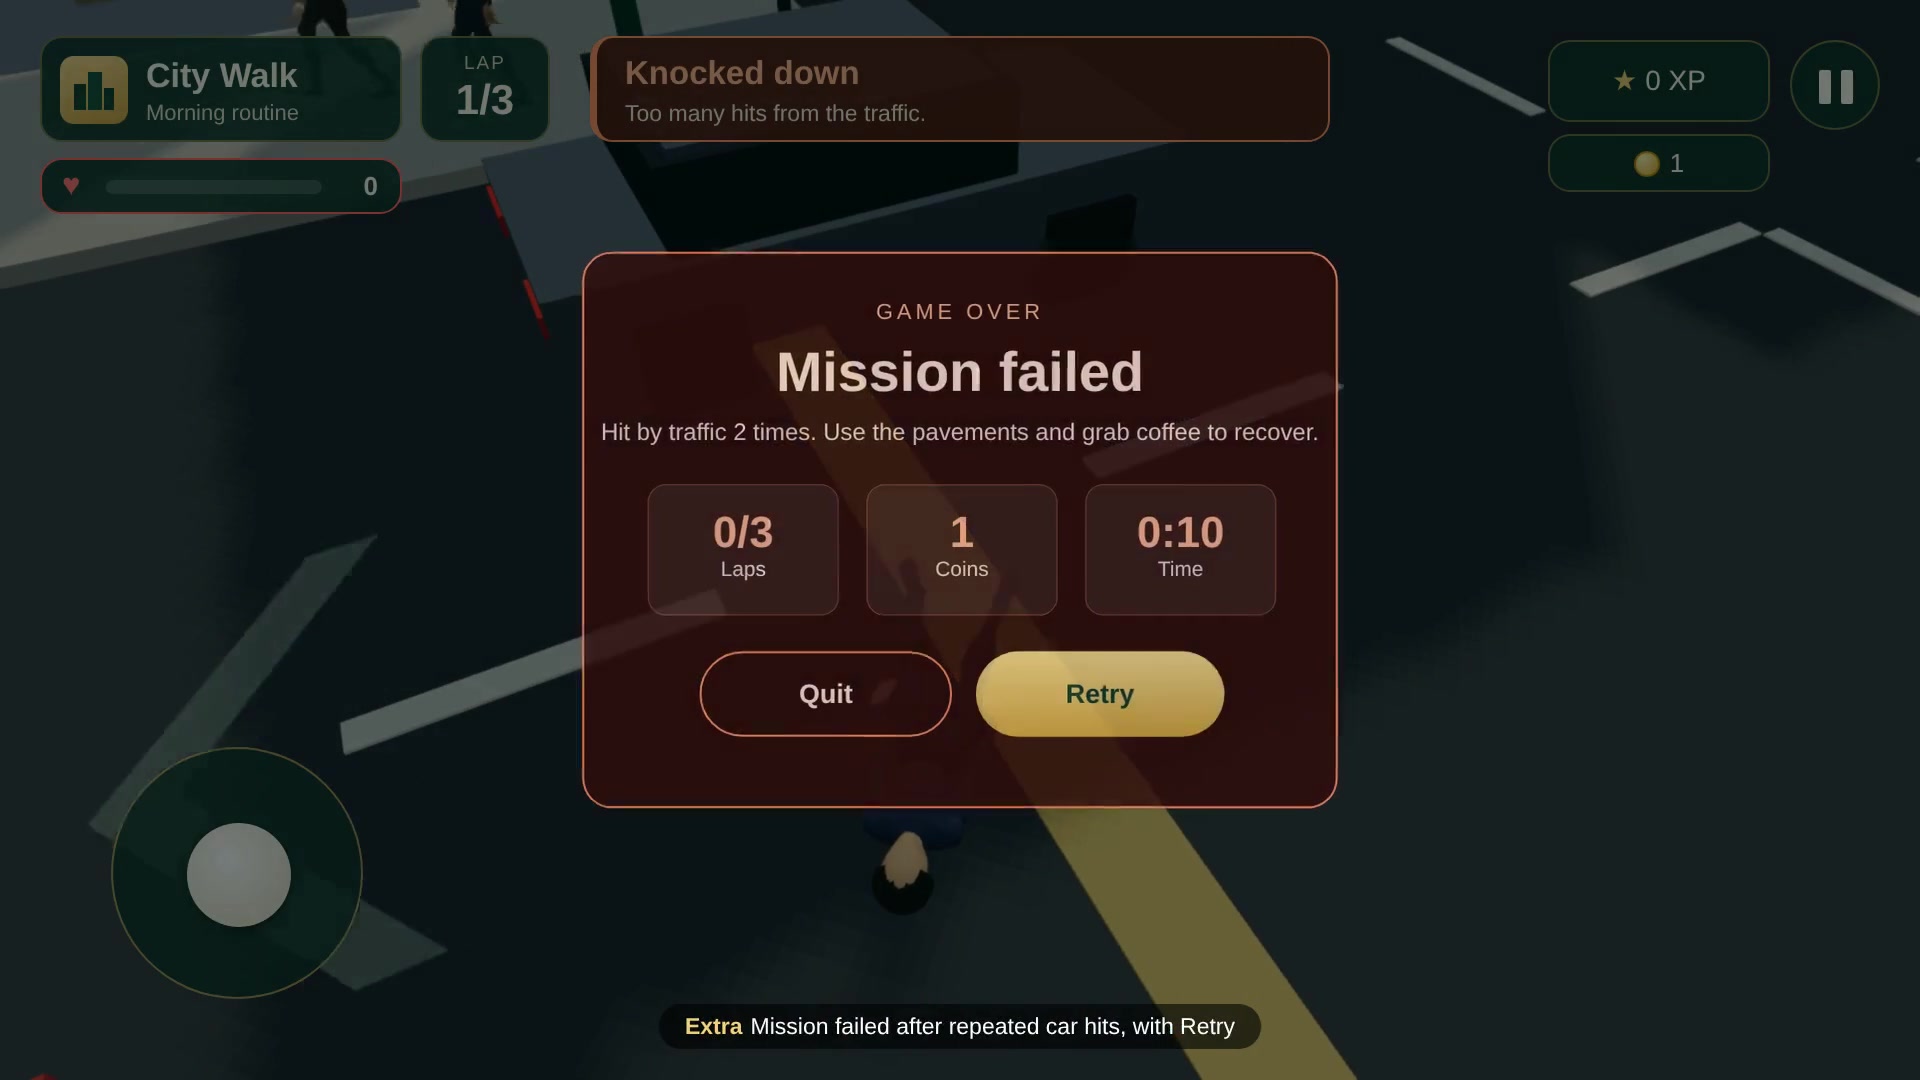 City Walk
Morning routine
LAP
1/3
Knocked down
Too many hits from the traffic.
★ 0 XP
1
♥ 0
GAME OVER
Mission failed
Hit by traffic 2 times. Use the pavements and grab coffee to recover.
0/3
Laps
1
Coins
0:10
Time
Quit
Retry
Extra Mission failed after repeated car hits, with Retry